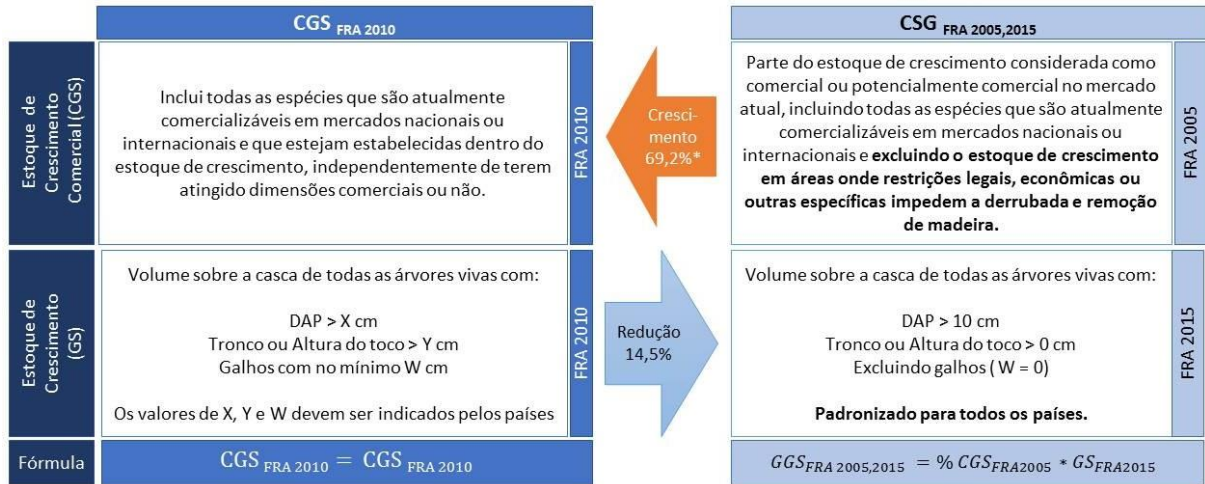 CGS FRA 2010
CSG FRA 2005,2015
Estoque de
Crescimento
Comercial (CGS)
Inclui todas as espécies que são atualmente
comercializáveis em mercados nacionais ou
internacionais e que estejam estabelecidas dentro do
estoque de crescimento, independentemente de terem
atingido dimensões comerciais ou não.
FRA 2010
Cresci-
mento
69,2%*
Parte do estoque de crescimento considerada como
comercial ou potencialmente comercial no mercado
atual, incluindo todas as espécies que são atualmente
comercializáveis em mercados nacionais ou
internacionais e excluindo o estoque de crescimento
em áreas onde restrições legais, econômicas ou
outras específicas impedem a derrubada e remoção
de madeira.
FRA 2005
Estoque de
Crescimento
(GS)
Volume sobre a casca de todas as árvores vivas com:
DAP > X cm
Tronco ou Altura do toco > Y cm
Galhos com no mínimo W cm
Os valores de X, Y e W devem ser indicados pelos países
FRA 2010
Redução
14,5%
Volume sobre a casca de todas as árvores vivas com:
DAP > 10 cm
Tronco ou Altura do toco > 0 cm
Excluindo galhos ( W = 0)
Padronizado para todos os países.
FRA 2015
Fórmula
CGS FRA 2010 = CGS FRA 2010
GGS FRA 2005,2015 = % CGS FRA2005 * GS FRA2015